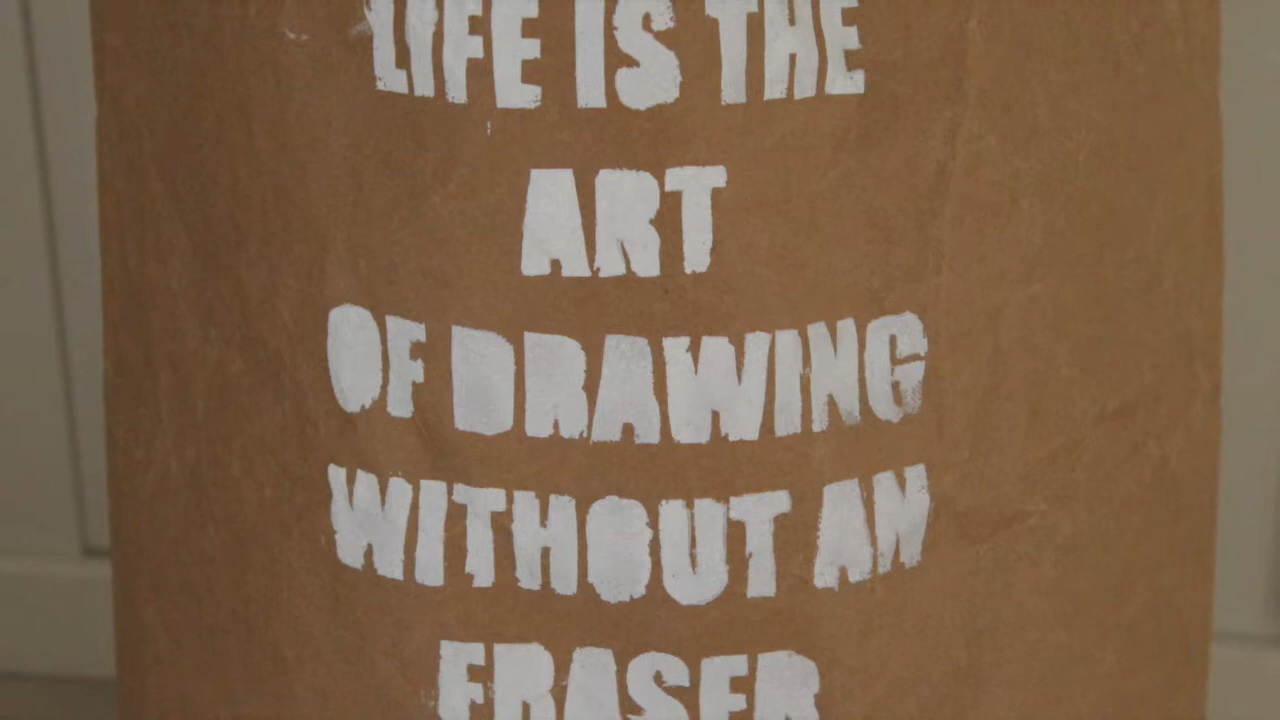 LIFE IS THE
ART
OF DRAWING
WITHOUT AN
ERASER